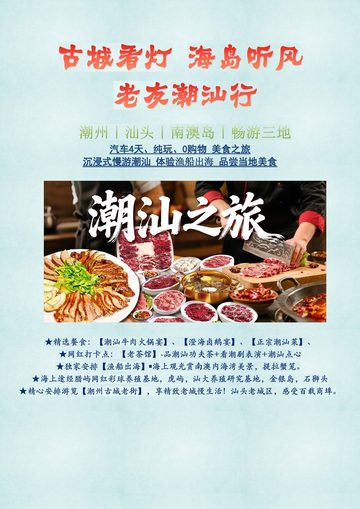 古城看灯 海岛听风
老友潮汕行
潮州丨汕头丨南澳岛丨畅游三地
汽车4天、纯玩、0购物 美食之旅
沉浸式慢游潮汕 体验渔船出海 品尝当地美食
潮汕之旅
★精选餐食：【潮汕牛肉火锅宴】、【澄海卤鹅宴】、【正宗潮汕菜】、
★网红打卡点：【老茶馆】-品潮汕功夫茶+看潮剧表演+潮汕点心
★独家安排【渔船出海】•海上观光赏南澳内海湾美景，提拉蟹笼。
★海上途经腊屿网红彩球养殖基地，虎屿，汕大养殖研究基地，金银岛，石狮头
★精心安排游览【潮州古城老街】，享精致老城慢生活！汕头老城区，感受百载商埠。